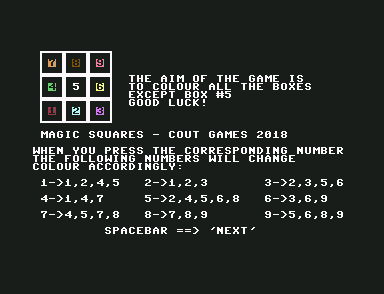 7 8 9
4 5 6
1 2 3
THE AIM OF THE GAME IS
TO COLOUR ALL THE BOXES
EXCEPT BOX #5
GOOD LUCK!
MAGIC SQUARES - COUT GAMES 2018
WHEN YOU PRESS THE CORRESPONDING NUMBER
THE FOLLOWING NUMBERS WILL CHANGE
COLOUR ACCORDINGLY:
1->1,2,4,5 2->1,2,3 3->2,3,5,6
4->1,4,7 5->2,4,5,6,8 6->3,6,9
7->4,5,7,8 8->7,8,9 9->5,6,8,9
SPACEBAR ==> 'NEXT'